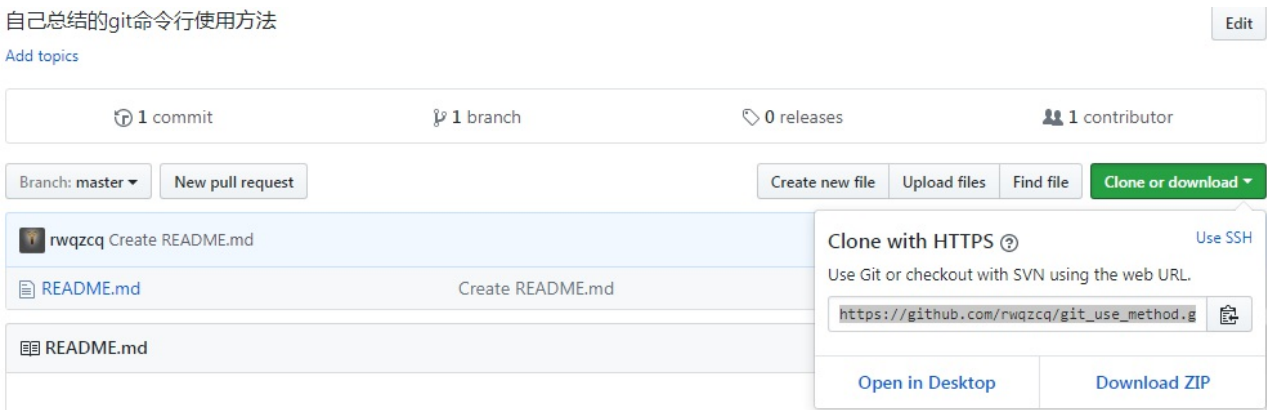 自己总结的git命令行使用方法
Edit
Add topics
1 commit
1 branch
0 releases
1 contributor
Branch: master
New pull request
Create new file
Upload files
Find file
Clone or download
rwqzcq Create README.md
Clone with HTTPS
Use SSH
Use Git or checkout with SVN using the web URL.
README.md
Create README.md
https://github.com/rwqzcq/git_use_method.g
README.md
Open in Desktop
Download ZIP